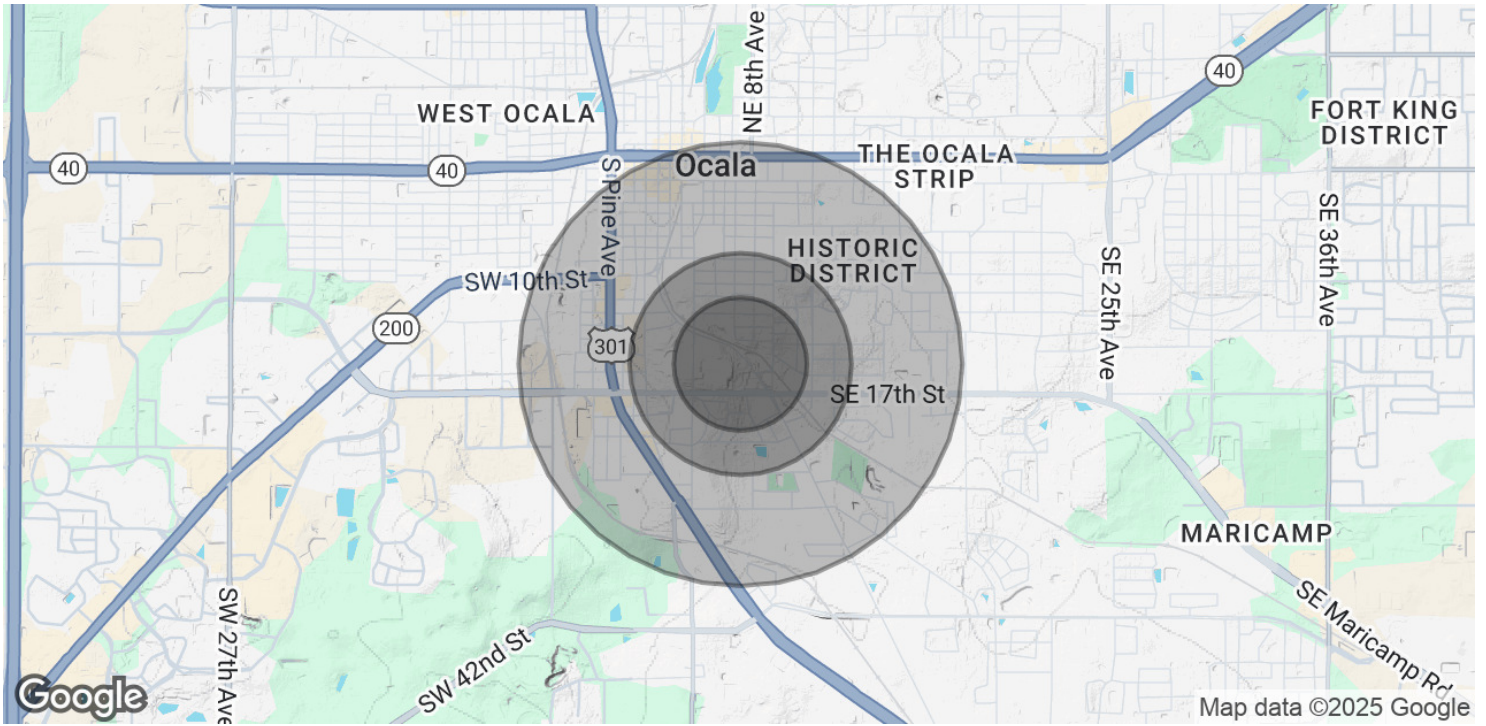 NE 8th Ave
40
WEST OCALA
FORT KING
DISTRICT
40
40
Ocala
THE OCALA
STRIP
S Pine Ave
SE 36th Ave
HISTORIC
DISTRICT
SW 10th St
SE 25th Ave
200
301
SE 17th St
MARICAMP
SW 27th Ave
SE Maricamp Rd
SW 42nd St
Google
Map data ©2025 Google